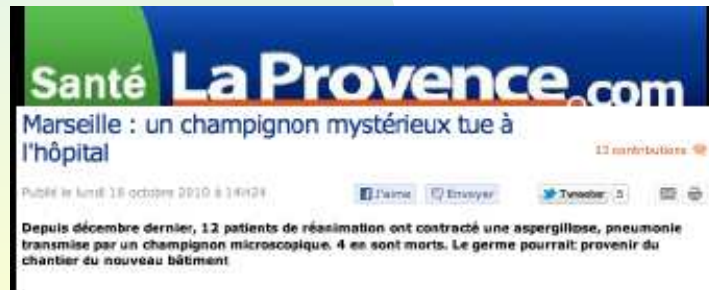 Santé La Provence.com
Marseille : un champignon mystérieux tue à
l'hôpital
13 contributions
Publié le lundi 18 octobre 2010 à 14H24
J'aime Envoyer Tweeter 5
Depuis décembre dernier, 12 patients de réanimation ont contracté une aspergillose, pneumonie
transmise par un champignon microscopique. 4 en sont morts. Le germe pourrait provenir du
chantier du nouveau bâtiment